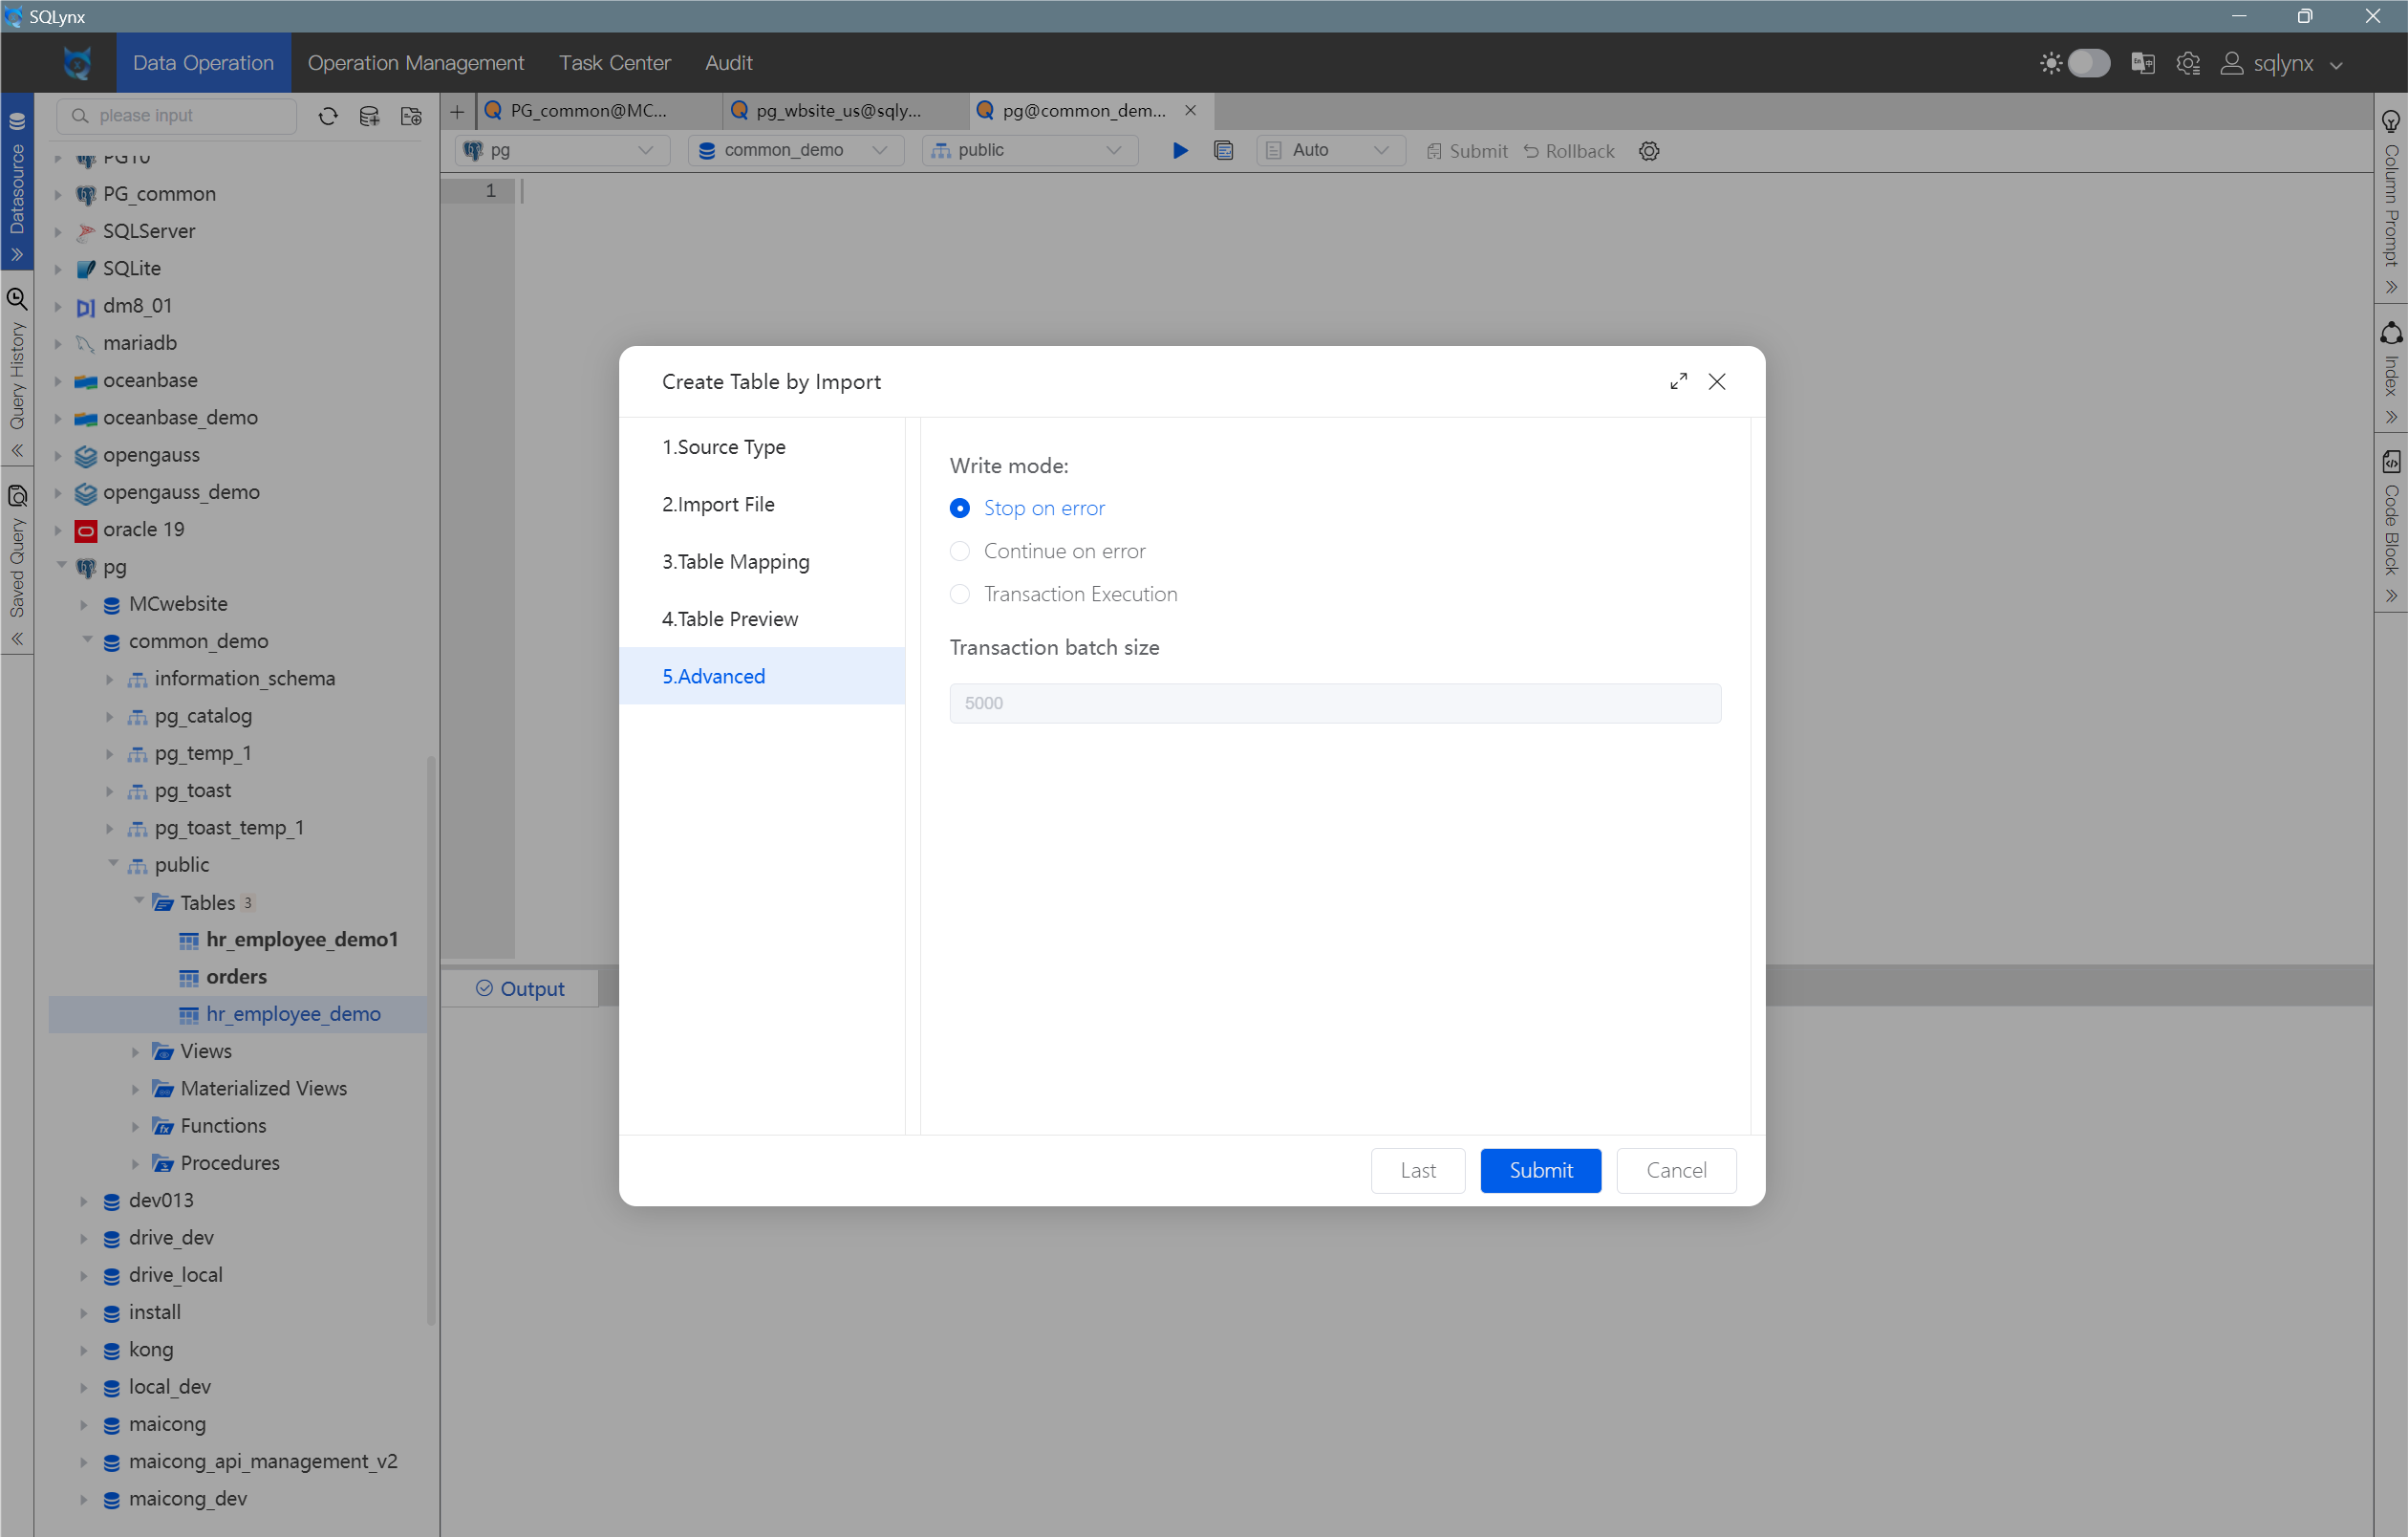 SQLynx
Data Operation
Operation Management
Task Center
Audit
sqlynx
please input
PG_common@MC...
pg_wbsite_us@sqly...
pg@common_dem...
pg
common_demo
public
Auto
Submit
Rollback
1
Datasource
Query History
Saved Query
PG10
PG_common
SQLServer
SQLite
dm8_01
mariadb
oceanbase
oceanbase_demo
opengauss
opengauss_demo
oracle 19
pg
MCwebsite
common_demo
information_schema
pg_catalog
pg_temp_1
pg_toast
pg_toast_temp_1
public
Tables 3
hr_employee_demo1
orders
hr_employee_demo
Views
Materialized Views
Functions
Procedures
dev013
drive_dev
drive_local
install
kong
local_dev
maicong
maicong_api_management_v2
maicong_dev
Create Table by Import
1.Source Type
2.Import File
3.Table Mapping
4.Table Preview
5.Advanced
Write mode:
Stop on error
Continue on error
Transaction Execution
Transaction batch size
5000
Last
Submit
Cancel
Output
Column Prompt
Index
Code Block